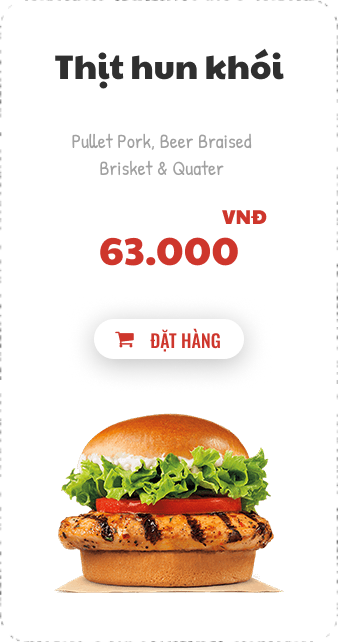 Thịt hun khói
Pullet Pork, Beer Braised
Brisket & Quater
VNĐ
63.000
ĐẶT HÀNG